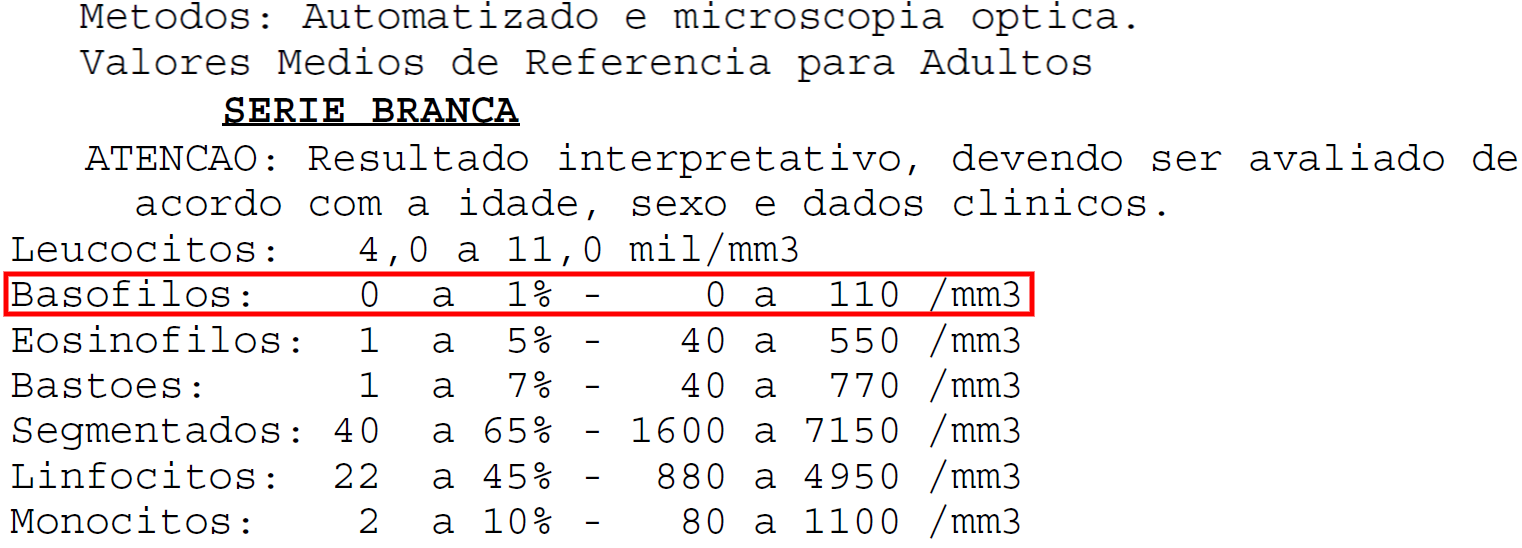 Metodos: Automatizado e microscopia optica.
Valores Medios de Referencia para Adultos
SERIE BRANCA
ATENCAO: Resultado interpretativo, devendo ser avaliado de
acordo com a idade, sexo e dados clinicos.
Leucocitos: 4,0 a 11,0 mil/mm3
Basofilos: 0 a 1% - 0 a 110 /mm3
Eosinofilos: 1 a 5% - 40 a 550 /mm3
Bastoes: 1 a 7% - 40 a 770 /mm3
Segmentados: 40 a 65% - 1600 a 7150 /mm3
Linfocitos: 22 a 45% - 880 a 4950 /mm3
Monocitos: 2 a 10% - 80 a 1100 /mm3